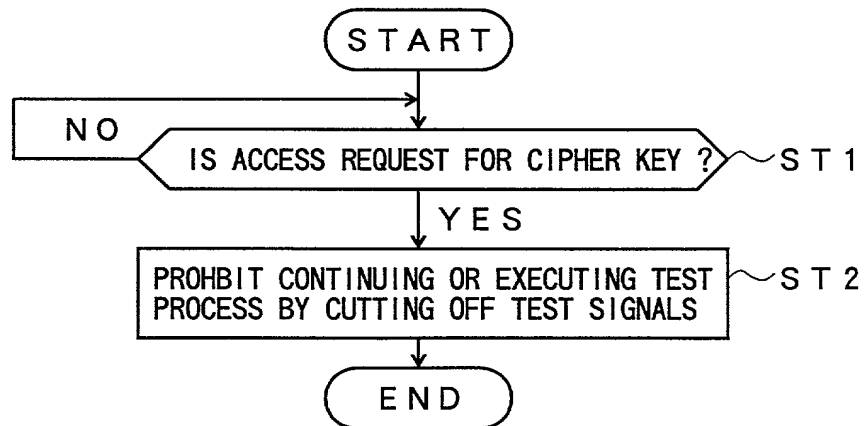 START
NO
IS ACCESS REQUEST FOR CIPHER KEY ?
ST1
YES
PROHBIT CONTINUING OR EXECUTING TEST
PROCESS BY CUTTING OFF TEST SIGNALS
ST2
END